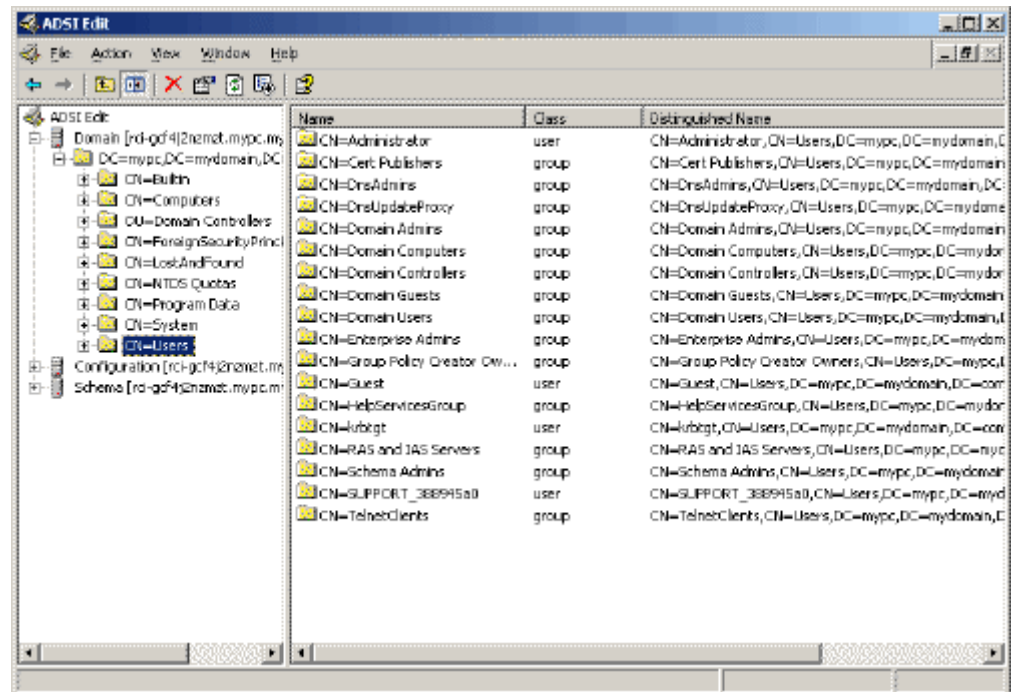 ADSI Edit
File Action View Window Help
ADSI Edit
Domain [rci-gcf4j2nzmzt.mypc.my
DC=mypc,DC=mydomain,DC
CN=Builtin
CN=Computers
OU=Domain Controllers
CN=ForeignSecurityPrinci
CN=LostAndFound
CN=NTDS Quotas
CN=Program Data
CN=System
CN=Users
Configuration [rci-gcf4j2nzmzt.my
Schema [rci-gcf4j2nzmzt.mypc.my
Name Class Distinguished Name
CN=Administrator user CN=Administrator,CN=Users,DC=mypc,DC=mydomain,D
CN=Cert Publishers group CN=Cert Publishers,CN=Users,DC=mypc,DC=mydomain
CN=DnsAdmins group CN=DnsAdmins,CN=Users,DC=mypc,DC=mydomain,DC=
CN=DnsUpdateProxy group CN=DnsUpdateProxy,CN=Users,DC=mypc,DC=mydoma
CN=Domain Admins group CN=Domain Admins,CN=Users,DC=mypc,DC=mydomain
CN=Domain Computers group CN=Domain Computers,CN=Users,DC=mypc,DC=mydom
CN=Domain Controllers group CN=Domain Controllers,CN=Users,DC=mypc,DC=mydom
CN=Domain Guests group CN=Domain Guests,CN=Users,DC=mypc,DC=mydomain
CN=Domain Users group CN=Domain Users,CN=Users,DC=mypc,DC=mydomain,D
CN=Enterprise Admins group CN=Enterprise Admins,CN=Users,DC=mypc,DC=mydom
CN=Group Policy Creator Ow... group CN=Group Policy Creator Owners,CN=Users,DC=mypc,D
CN=Guest user CN=Guest,CN=Users,DC=mypc,DC=mydomain,DC=com
CN=HelpServicesGroup group CN=HelpServicesGroup,CN=Users,DC=mypc,DC=mydom
CN=krbtgt user CN=krbtgt,CN=Users,DC=mypc,DC=mydomain,DC=com
CN=RAS and IAS Servers group CN=RAS and IAS Servers,CN=Users,DC=mypc,DC=myc
CN=Schema Admins group CN=Schema Admins,CN=Users,DC=mypc,DC=mydomain
CN=SUPPORT_388945a0 user CN=SUPPORT_388945a0,CN=Users,DC=mypc,DC=myd
CN=TelnetClients group CN=TelnetClients,CN=Users,DC=mypc,DC=mydomain,D